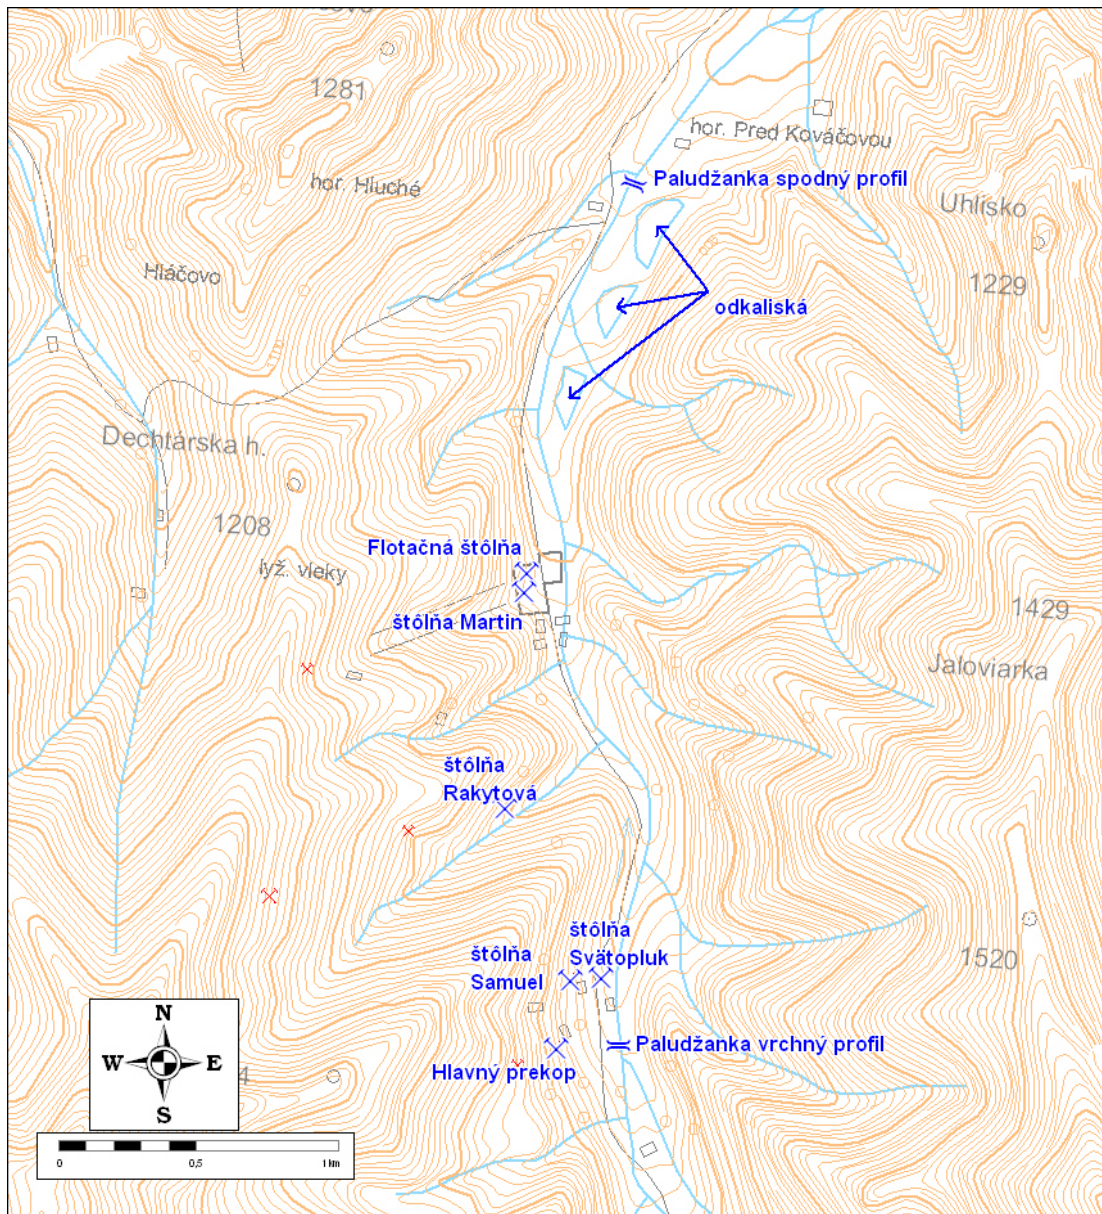 1281
hor. Pred Kováčovou
hor. Hluché
Paludžanka spodný profil
Uhlísko
Hláčovo
1229
odkaliská
1100
Dechtárska h.
1208
Flotačná štôlňa
lyž. vleky
štôlňa Martin
1429
Jaloviarka
štôlňa
Rakytová
štôlňa
Svätopluk
štôlňa
Samuel
1520
Paludžanka vrchný profil
Hlavný prekop
N
W
E
S
4
0
0,5
1 km